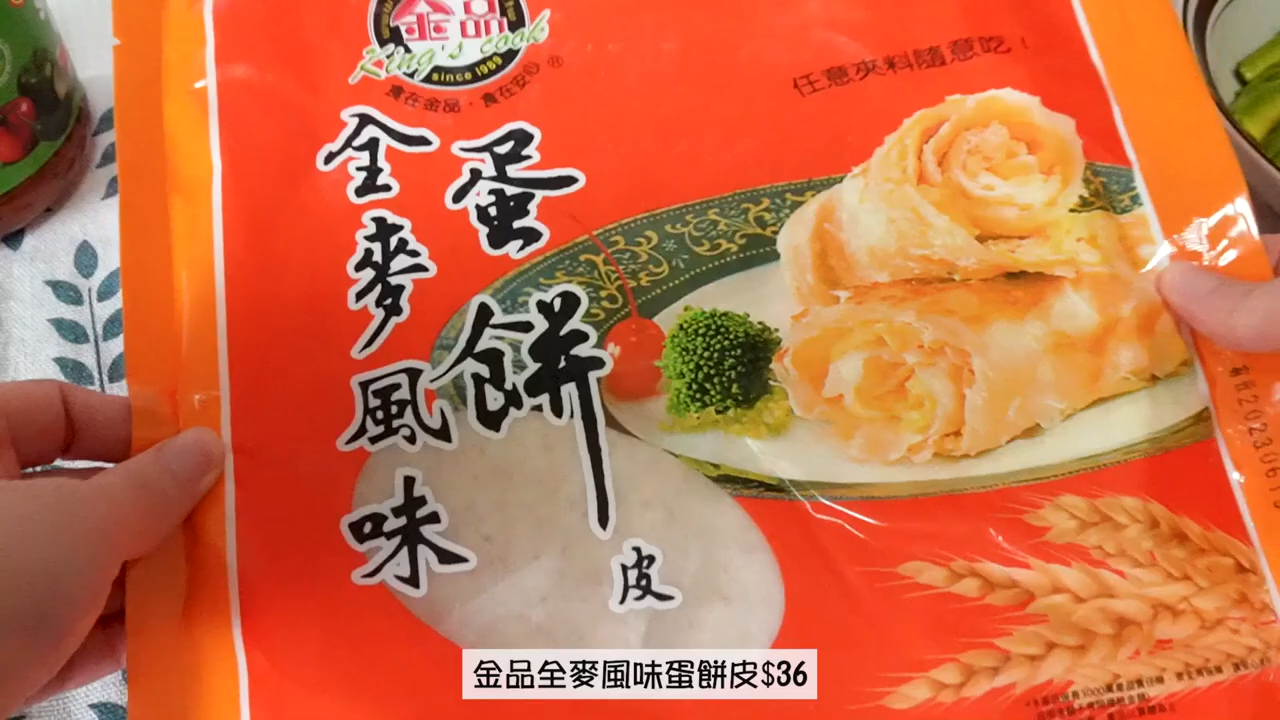 金品
King's cook
since 1989
食在金品・食在安心®
任意夾料隨意吃！
全麥風味
蛋餅皮
金品全麥風味蛋餅皮$36